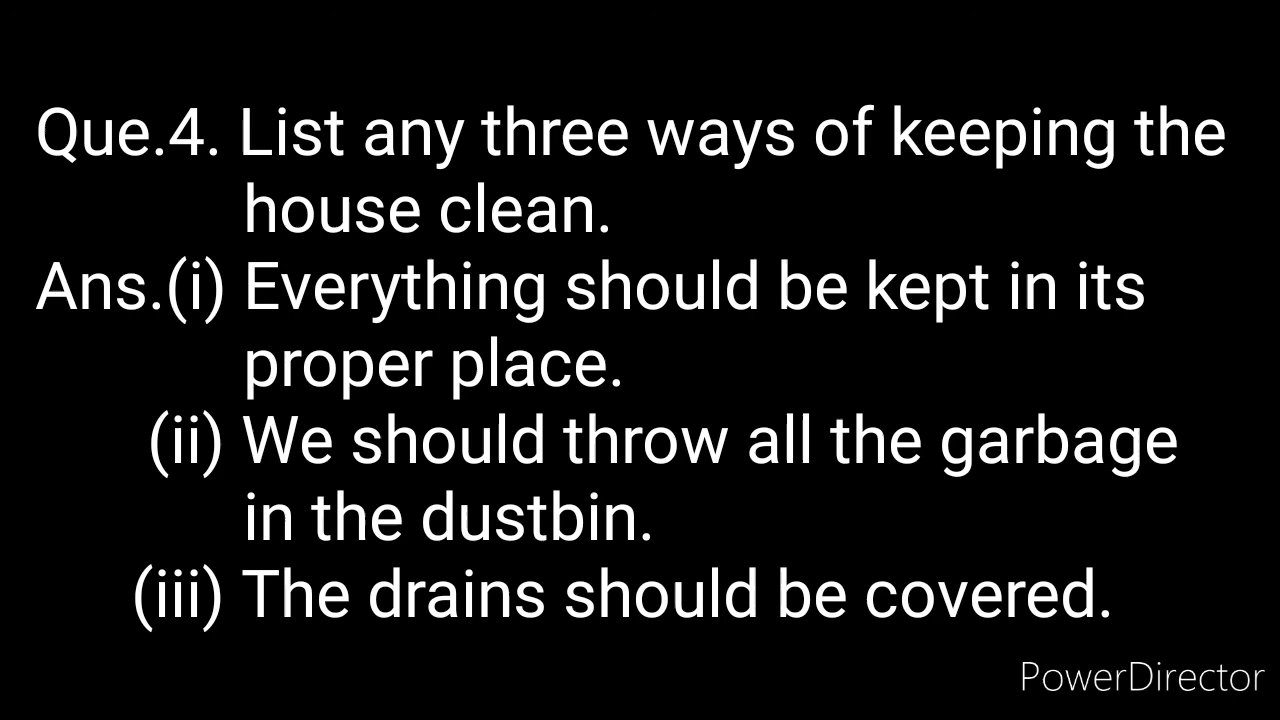 Que.4. List any three ways of keeping the
house clean.
Ans.(i) Everything should be kept in its
proper place.
(ii) We should throw all the garbage
in the dustbin.
(iii) The drains should be covered.
PowerDirector